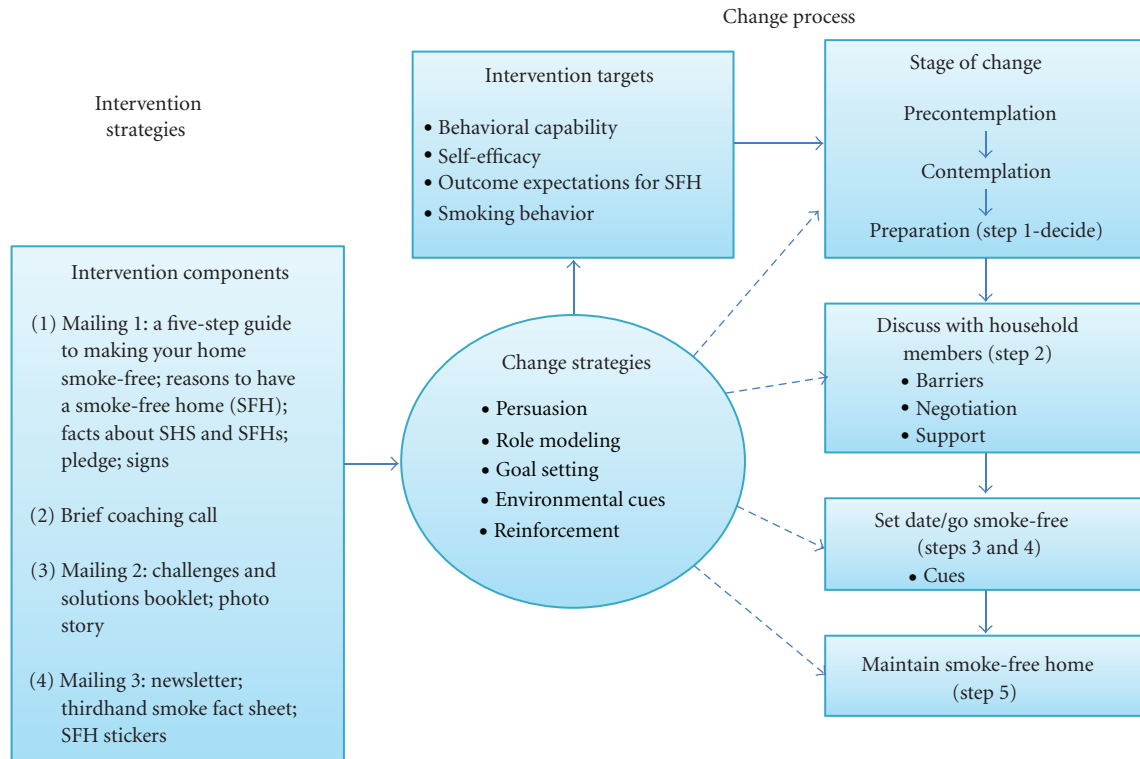 Change process
Intervention
strategies
Intervention components
(1) Mailing 1: a five-step guide
to making your home
smoke-free; reasons to have
a smoke-free home (SFH);
facts about SHS and SFHs;
pledge; signs
(2) Brief coaching call
(3) Mailing 2: challenges and
solutions booklet; photo
story
(4) Mailing 3: newsletter;
thirdhand smoke fact sheet;
SFH stickers
Intervention targets
• Behavioral capability
• Self-efficacy
• Outcome expectations for SFH
• Smoking behavior
Change strategies
• Persuasion
• Role modeling
• Goal setting
• Environmental cues
• Reinforcement
Stage of change
Precontemplation
Contemplation
Preparation (step 1-decide)
Discuss with household
members (step 2)
• Barriers
• Negotiation
• Support
Set date/go smoke-free
(steps 3 and 4)
• Cues
Maintain smoke-free home
(step 5)